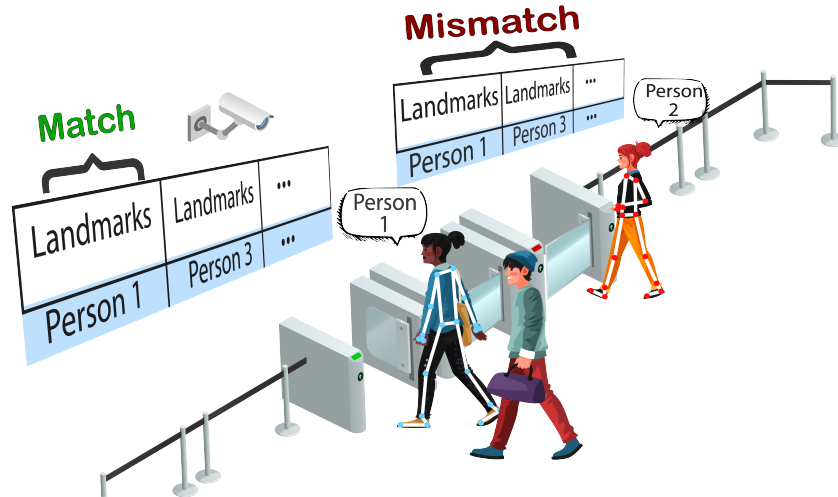 Mismatch
Landmarks Landmarks ...
Person 1 Person 3 ...
Person
2
Match
Landmarks Landmarks ...
Person 1 Person 3 ...
Person
1